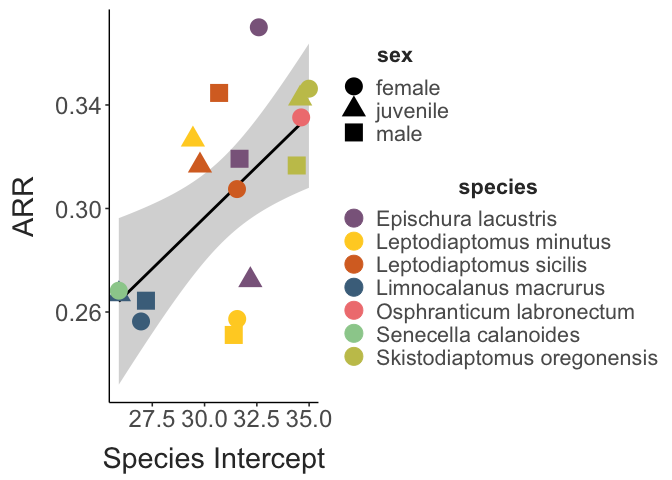 ARR
0.34
0.30
0.26
27.5 30.0 32.5 35.0
Species Intercept
sex
female
juvenile
male
species
Epischura lacustris
Leptodiaptomus minutus
Leptodiaptomus sicilis
Limnocalanus macrurus
Osphranticum labronectum
Senecella calanoides
Skistodiaptomus oregonensis